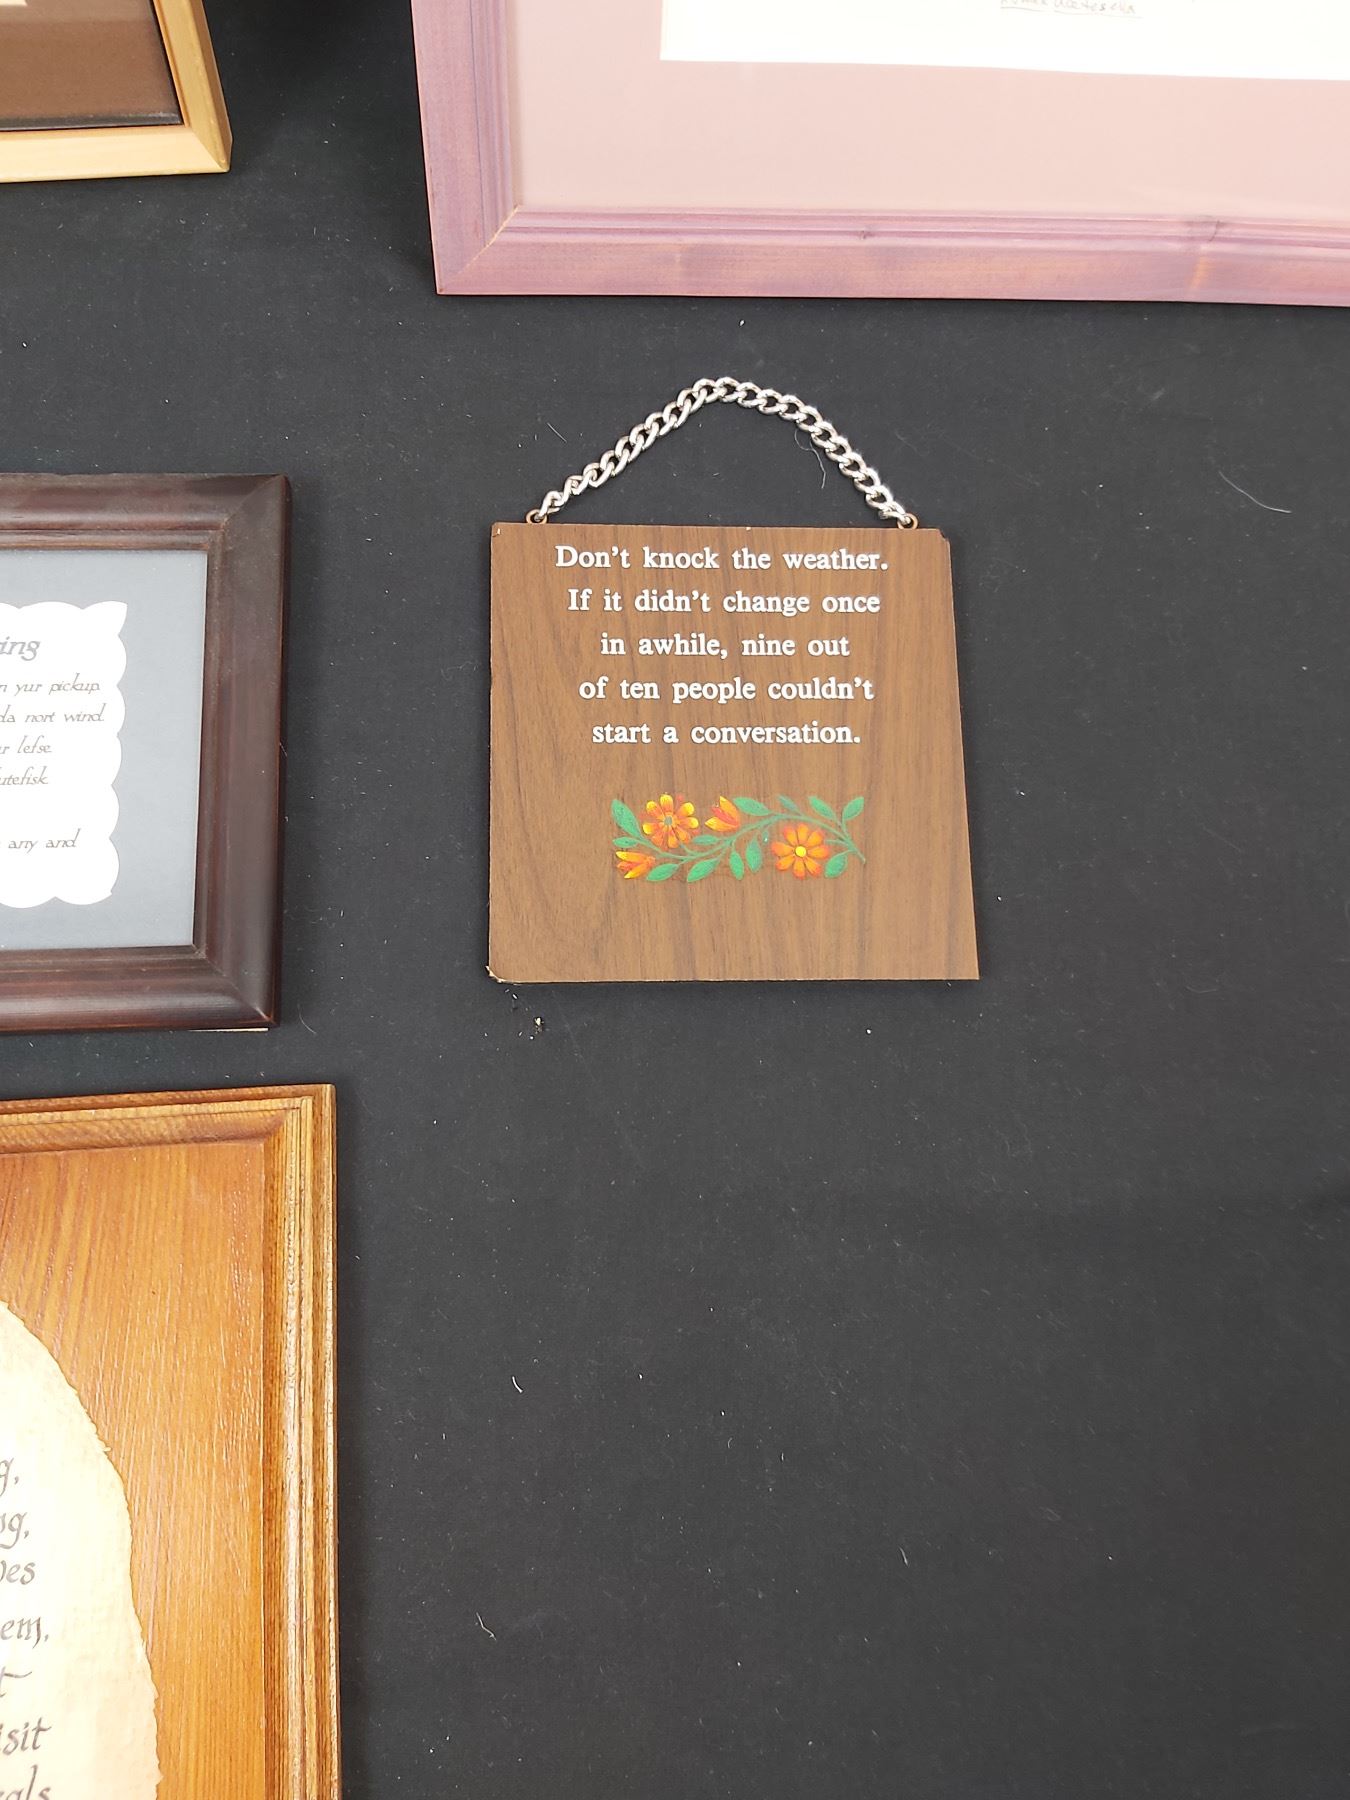 Don't knock the weather.
If it didn't change once
in awhile, nine out
of ten people couldn't
start a conversation.
yur pickup.
nort wind.
lefse.
any and